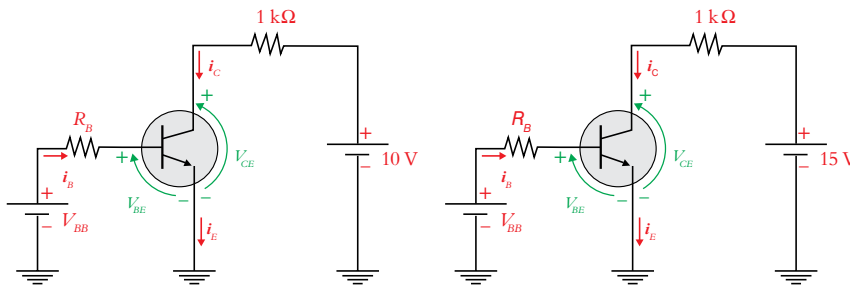 1 kΩ
i_C
+
R_B
+
+
V_CE
10 V
i_B
−
+
V_BE
− −
V_BB
−
i_E
1 kΩ
i_C
+
R_B
+
+
V_CE
15 V
i_B
−
+
V_BE
− −
V_BB
−
i_E